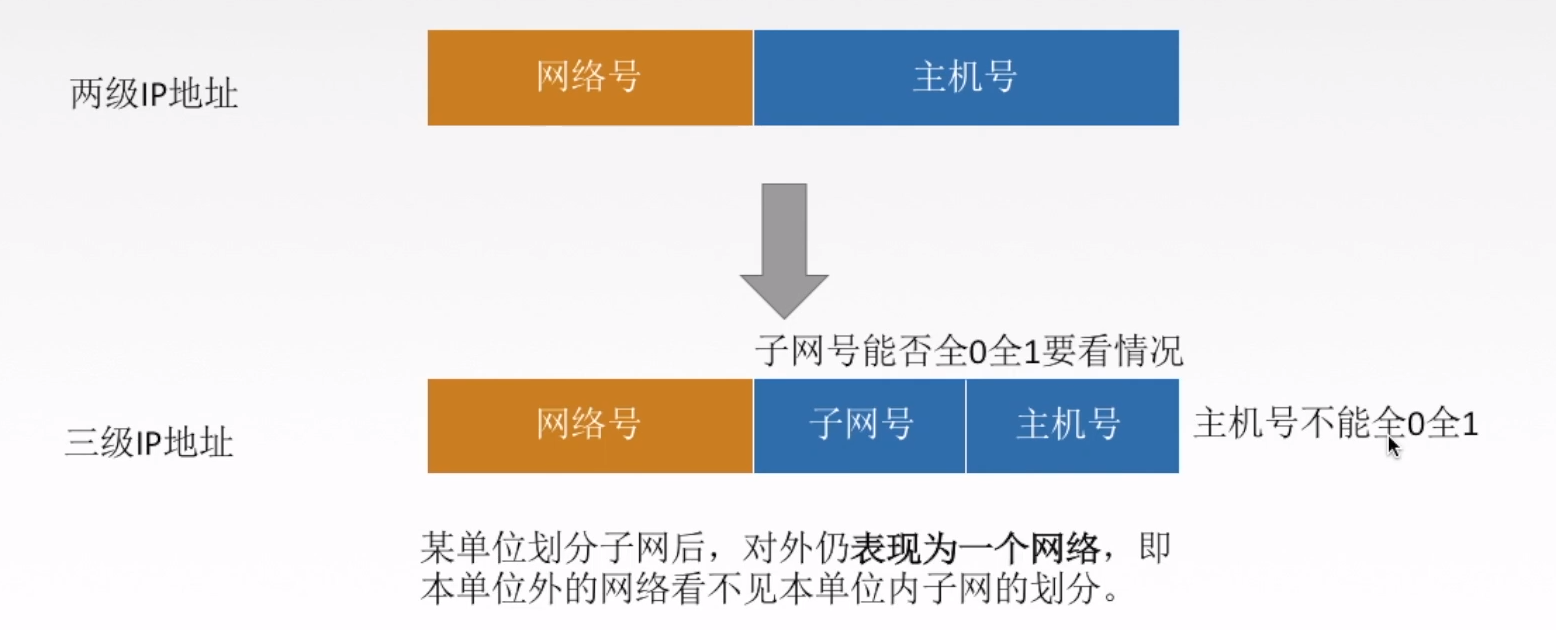 两级IP地址
网络号
主机号
子网号能否全0全1要看情况
三级IP地址
网络号
子网号
主机号
主机号不能全0全1
某单位划分子网后，对外仍表现为一个网络，即
本单位外的网络看不见本单位内子网的划分。